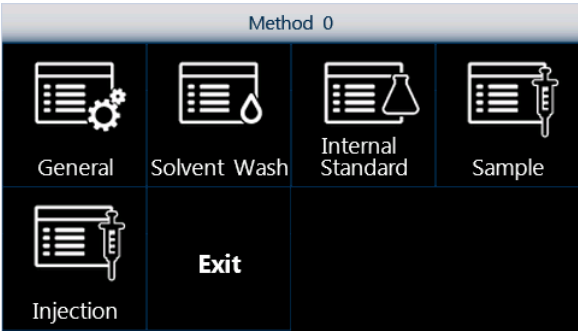 Method 0
General
Solvent Wash
Internal
Standard
Sample
Injection
Exit